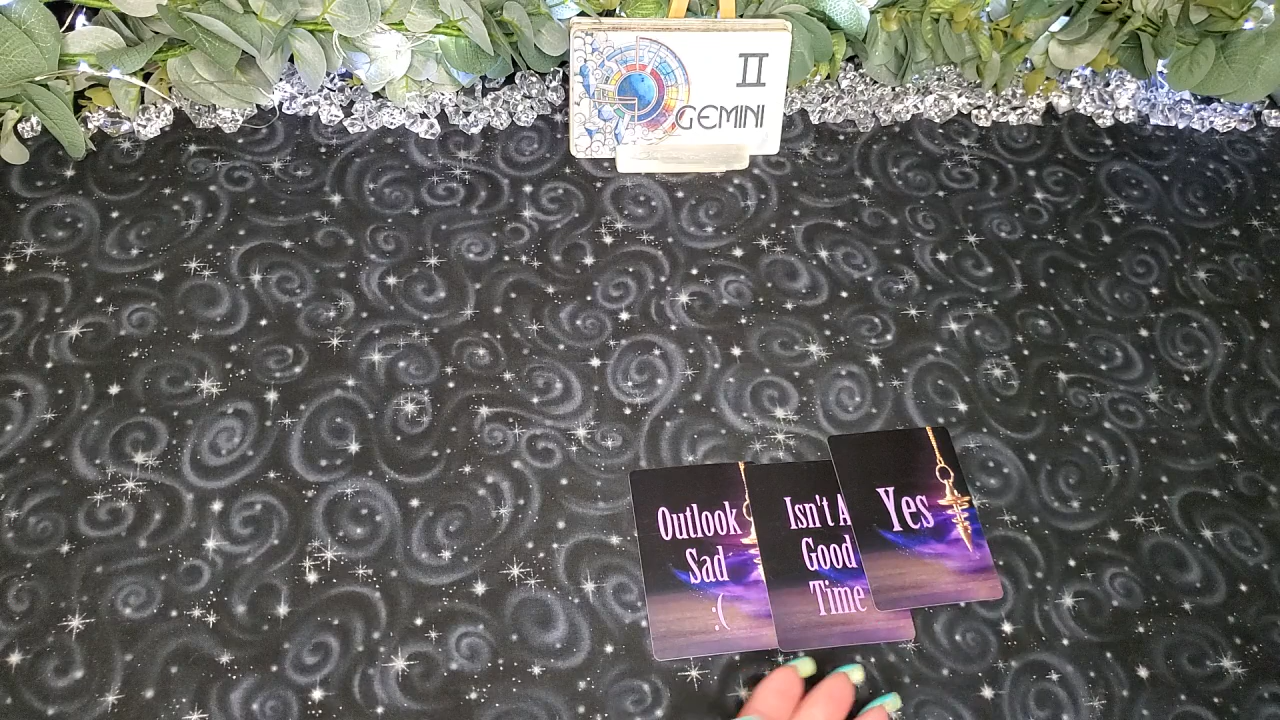 II
GEMINI
Outlook
Sad
:(
Isn't A
Good
Time
Yes